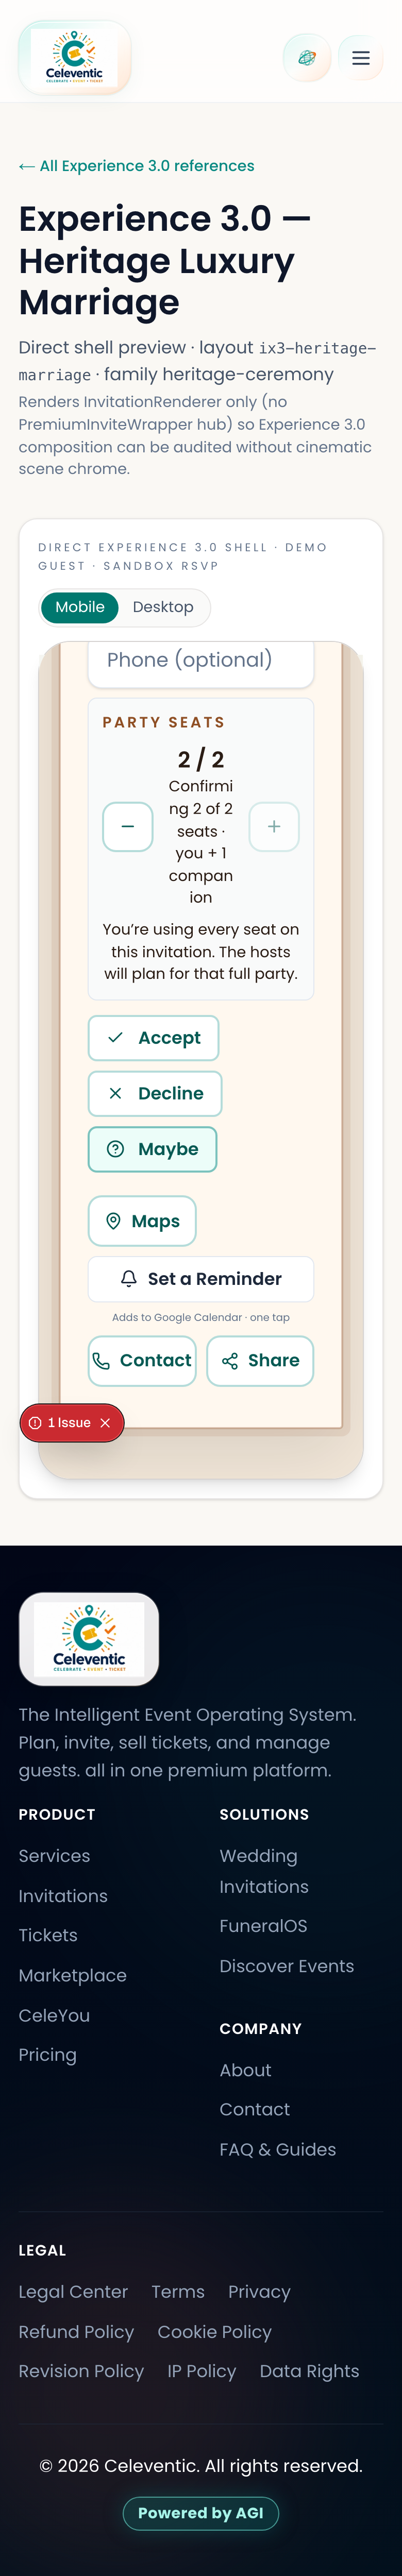 Celeventic
CELEBRATE • EVENT • TICKET
← All Experience 3.0 references
Experience 3.0 —
Heritage Luxury
Marriage
Direct shell preview · layout ix3-heritage-
marriage · family heritage-ceremony
Renders InvitationRenderer only (no
PremiumInviteWrapper hub) so Experience 3.0
composition can be audited without cinematic
scene chrome.
DIRECT EXPERIENCE 3.0 SHELL · DEMO
GUEST · SANDBOX RSVP
Mobile
Desktop
Phone (optional)
PARTY SEATS
2 / 2
Confirmi
ng 2 of 2
seats ·
you + 1
compan
ion
You're using every seat on
this invitation. The hosts
will plan for that full party.
Accept
Decline
Maybe
Maps
Set a Reminder
Adds to Google Calendar · one tap
Contact
Share
1 Issue
Celeventic
CELEBRATE • EVENT • TICKET
The Intelligent Event Operating System.
Plan, invite, sell tickets, and manage
guests. all in one premium platform.
PRODUCT
Services
Invitations
Tickets
Marketplace
CeleYou
Pricing
SOLUTIONS
Wedding
Invitations
FuneralOS
Discover Events
COMPANY
About
Contact
FAQ & Guides
LEGAL
Legal Center Terms Privacy
Refund Policy Cookie Policy
Revision Policy IP Policy Data Rights
© 2026 Celeventic. All rights reserved.
Powered by AGI